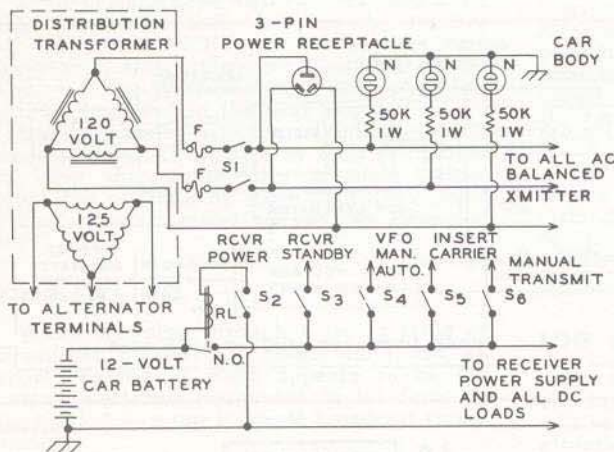 DISTRIBUTION
TRANSFORMER
3-PIN
POWER RECEPTACLE
N
N
N
CAR
BODY
120
VOLT
F
F
S1
50K
1W
50K
1W
50K
1W
TO ALL AC
BALANCED
XMITTER
12.5
VOLT
RCVR
POWER
RCVR
STANDBY
VFO
MAN.
AUTO.
INSERT
CARRIER
MANUAL
TRANSMIT
S2
S3
S4
S5
S6
RL
N.O.
TO ALTERNATOR
TERMINALS
12-VOLT
CAR BATTERY
TO RECEIVER
POWER SUPPLY
AND ALL DC
LOADS